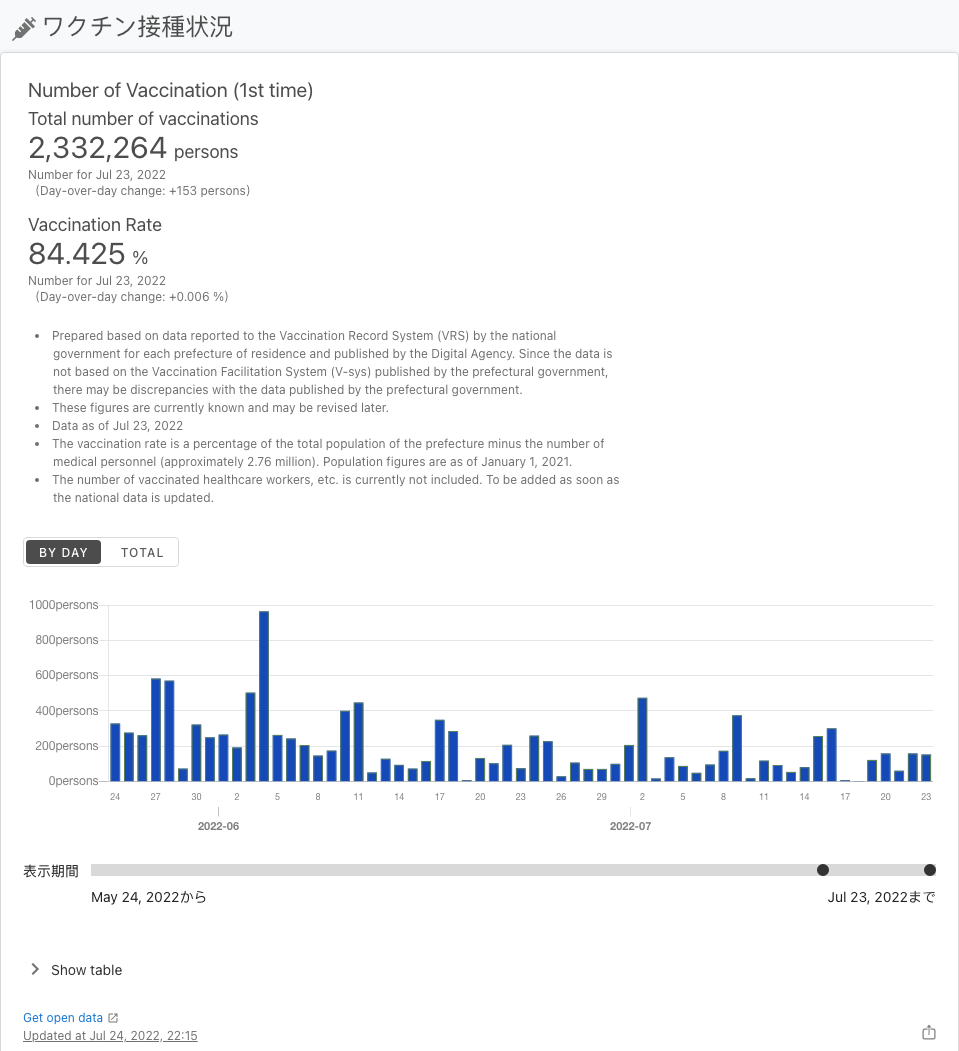 ワクチン接種状況
Number of Vaccination (1st time)
Total number of vaccinations
2,332,264 persons
Number for Jul 23, 2022
(Day-over-day change: +153 persons)
Vaccination Rate
84.425 %
Number for Jul 23, 2022
(Day-over-day change: +0.006 %)
• Prepared based on data reported to the Vaccination Record System (VRS) by the national
government for each prefecture of residence and published by the Digital Agency. Since the data is
not based on the Vaccination Facilitation System (V-sys) published by the prefectural government,
there may be discrepancies with the data published by the prefectural government.
• These figures are currently known and may be revised later.
• Data as of Jul 23, 2022
• The vaccination rate is a percentage of the total population of the prefecture minus the number of
medical personnel (approximately 2.76 million). Population figures are as of January 1, 2021.
• The number of vaccinated healthcare workers, etc. is currently not included. To be added as soon as
the national data is updated.
BY DAY TOTAL
1000persons
800persons
600persons
400persons
200persons
0persons
24 27 30 2 5 8 11 14 17 20 23 26 29 2 5 8 11 14 17 20 23
2022-06 2022-07
表示期間
May 24, 2022から Jul 23, 2022まで
Show table
Get open data
Updated at Jul 24, 2022, 22:15